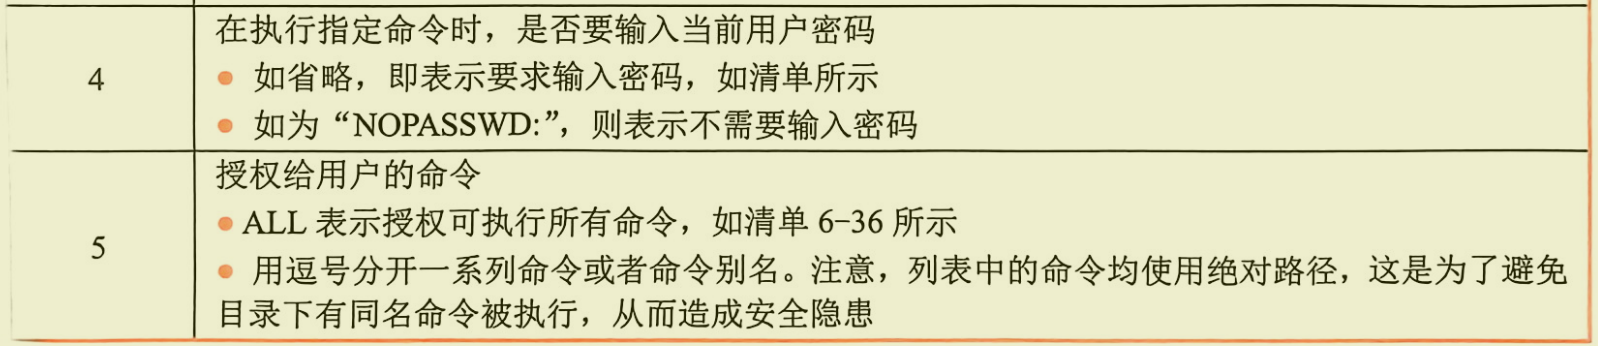 在执行指定命令时，是否要输入当前用户密码
4
● 如省略，即表示要求输入密码，如清单所示
● 如为“NOPASSWD:”，则表示不需要输入密码
授权给用户的命令
● ALL 表示授权可执行所有命令，如清单 6-36 所示
5
● 用逗号分开一系列命令或者命令别名。注意，列表中的命令均使用绝对路径，这是为了避免
目录下有同名命令被执行，从而造成安全隐患